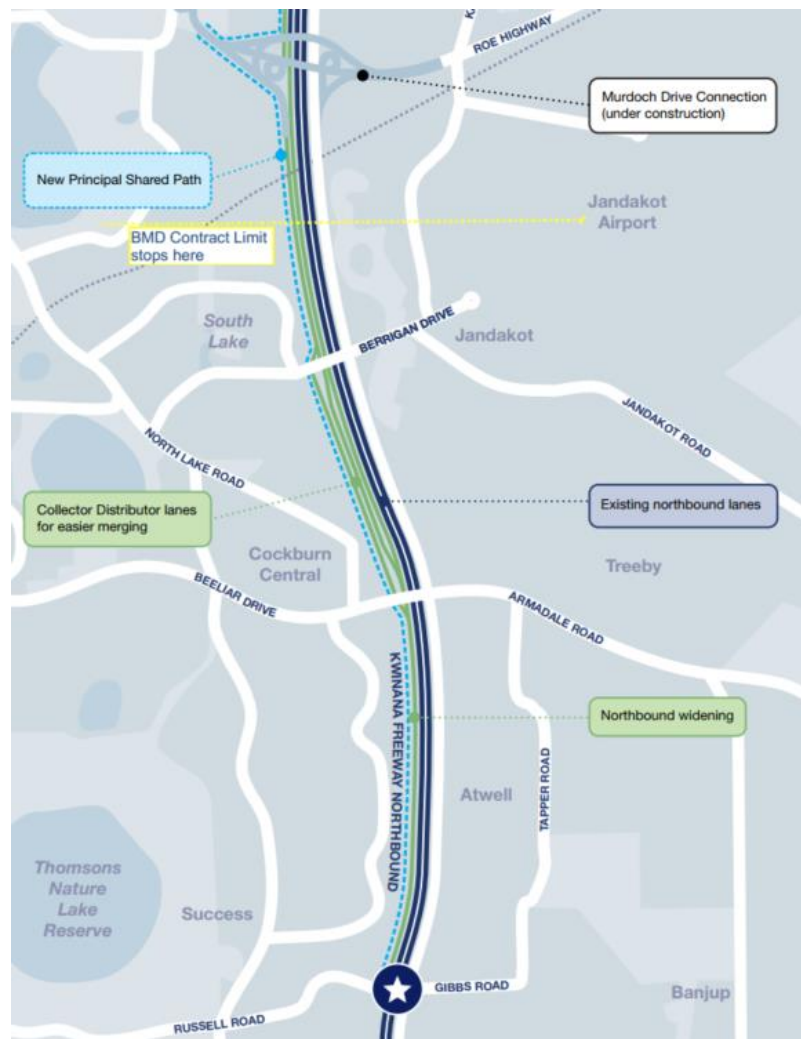 KA
ROE HIGHWAY
Murdoch Drive Connection
(under construction)
New Principal Shared Path
Jandakot
Airport
BMD Contract Limit
stops here
South
Lake
BERRIGAN DRIVE
Jandakot
JANDAKOT ROAD
NORTH LAKE ROAD
Collector Distributor lanes
for easier merging
Existing northbound lanes
Cockburn
Central
Treeby
BEELIAR DRIVE
ARMADALE ROAD
KWINANA FREEWAY NORTHBOUND
Northbound widening
TAPPER ROAD
Atwell
Thomsons
Nature
Lake
Reserve
Success
GIBBS ROAD
Banjup
RUSSELL ROAD